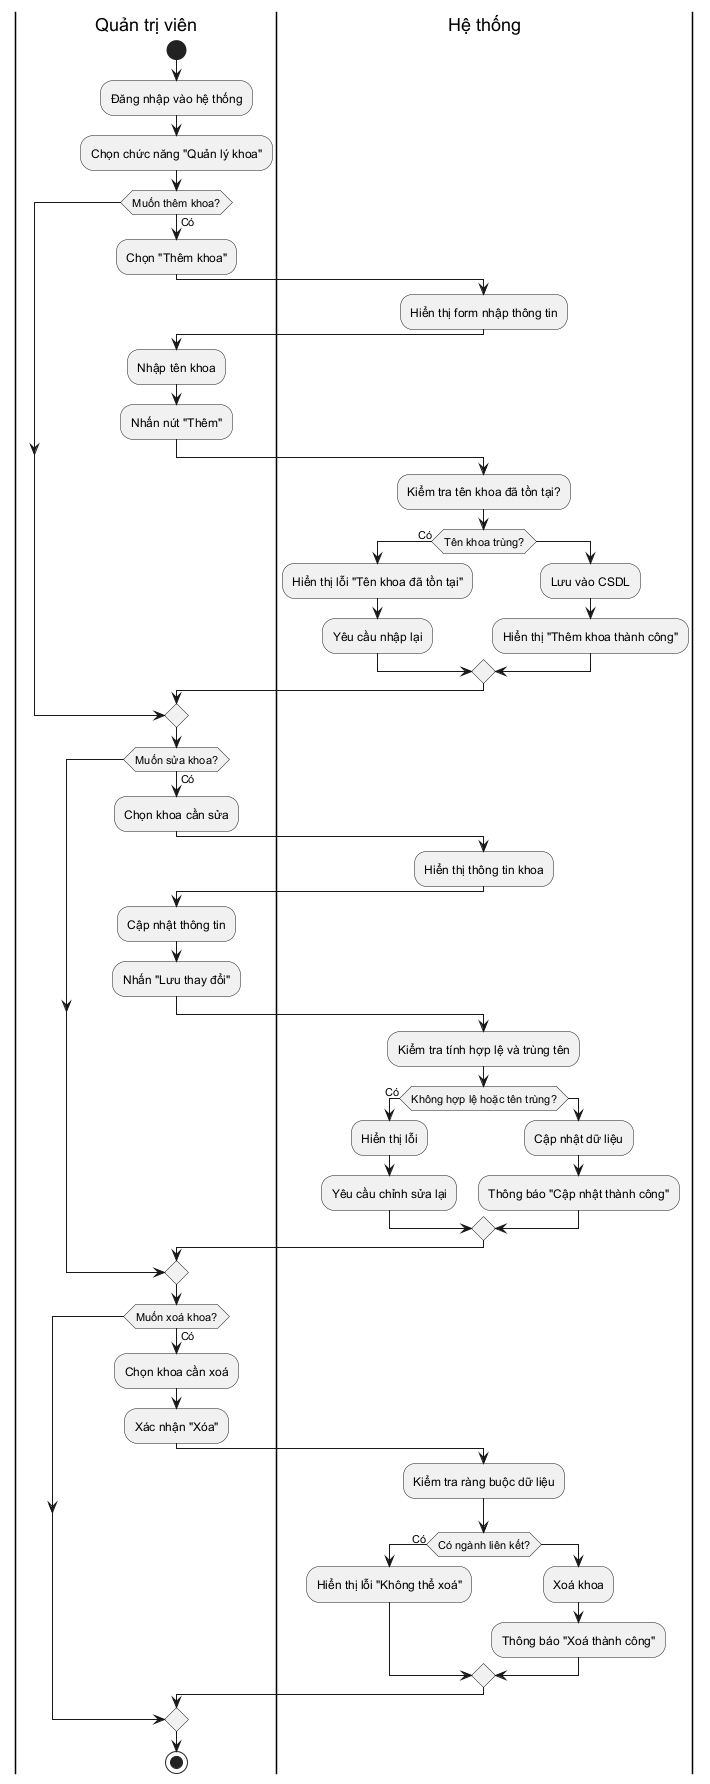 Quản trị viên
Hệ thống
Đăng nhập vào hệ thống
Chọn chức năng "Quản lý khoa"
Muốn thêm khoa?
Có
Chọn "Thêm khoa"
Hiển thị form nhập thông tin
Nhập tên khoa
Nhấn nút "Thêm"
Kiểm tra tên khoa đã tồn tại?
Có
Tên khoa trùng?
Hiển thị lỗi "Tên khoa đã tồn tại"
Lưu vào CSDL
Yêu cầu nhập lại
Hiển thị "Thêm khoa thành công"
Muốn sửa khoa?
Có
Chọn khoa cần sửa
Hiển thị thông tin khoa
Cập nhật thông tin
Nhấn "Lưu thay đổi"
Kiểm tra tính hợp lệ và trùng tên
Có
Không hợp lệ hoặc tên trùng?
Hiển thị lỗi
Cập nhật dữ liệu
Yêu cầu chỉnh sửa lại
Thông báo "Cập nhật thành công"
Muốn xoá khoa?
Có
Chọn khoa cần xoá
Xác nhận "Xóa"
Kiểm tra ràng buộc dữ liệu
Có
Có ngành liên kết?
Hiển thị lỗi "Không thể xoá"
Xoá khoa
Thông báo "Xoá thành công"